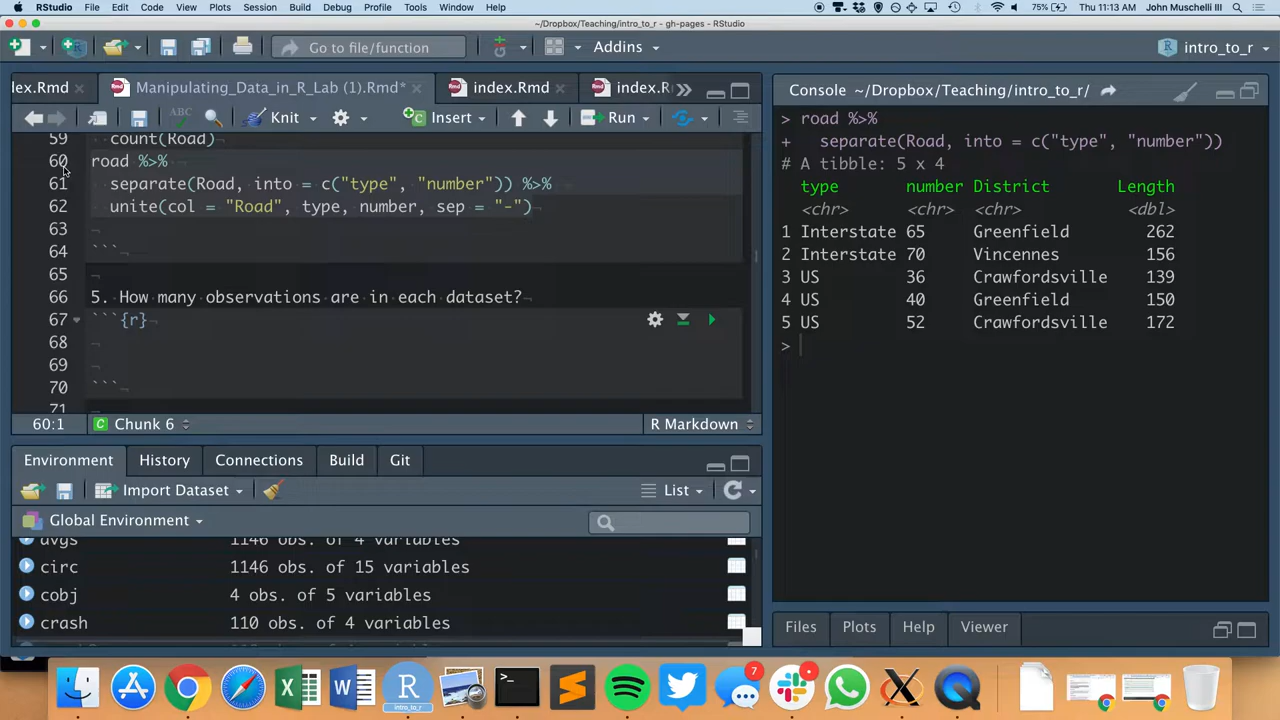 RStudio File Edit Code View Plots Session Build Debug Profile Tools Window Help 75% Thu 11:13 AM John Muschelli III
~/Dropbox/Teaching/intro_to_r - gh-pages - RStudio
Go to file/function Addins intro_to_r
ex.Rmd Manipulating_Data_in_R_Lab (1).Rmd* index.Rmd index.R
ABC Knit Insert Run
59 count(Road)
60 road %>%
61 separate(Road, into = c("type", "number")) %>%
62 unite(col = "Road", type, number, sep = "-")
63
64 ```
65
66 5. How many observations are in each dataset?
67 ```{r}
68
69
70 ```
71
60:1 Chunk 6 R Markdown
Environment History Connections Build Git
Import Dataset List
Global Environment
avgs 1146 obs. of 4 variables
circ 1146 obs. of 15 variables
cobj 4 obs. of 5 variables
crash 110 obs. of 4 variables
Console ~/Dropbox/Teaching/intro_to_r/
> road %>%
+ separate(Road, into = c("type", "number"))
# A tibble: 5 x 4
type number District Length
<chr> <chr> <chr> <dbl>
1 Interstate 65 Greenfield 262
2 Interstate 70 Vincennes 156
3 US 36 Crawfordsville 139
4 US 40 Greenfield 150
5 US 52 Crawfordsville 172
>
Files Plots Help Viewer
R
intro_to_r
7